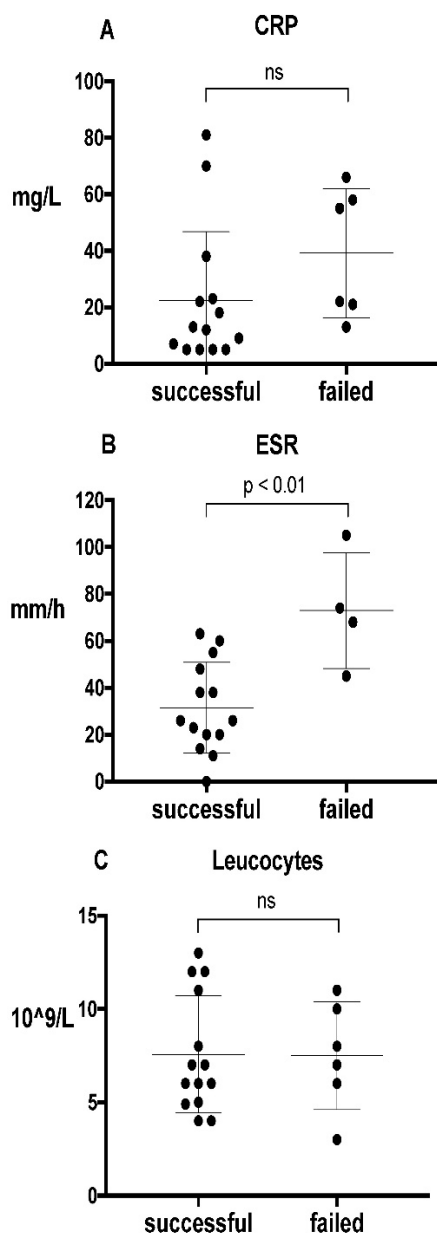 A CRP
ns
100
80
mg/L 60
40
20
0
successful failed
B ESR
p < 0.01
120
100
mm/h 80
60
40
20
0
successful failed
C Leucocytes
ns
15
10^9/L 10
5
0
successful failed